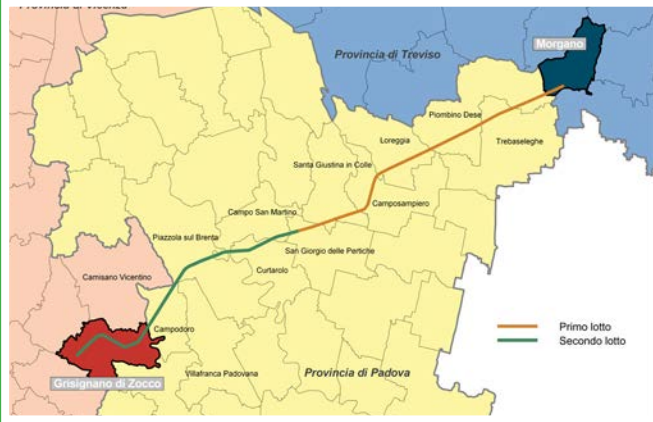 Provincia di Vicenza
Morgano
Provincia di Treviso
Piombino Dese
Loreggia
Trebaseleghe
Santa Giustina in Colle
Camposampiero
Campo San Martino
Piazzola sul Brenta
San Giorgio delle Pertiche
Curtarolo
Camisano Vicentino
Campodoro
Primo lotto
Secondo lotto
Villafranca Padovana
Provincia di Padova
Grisignano di Zocco